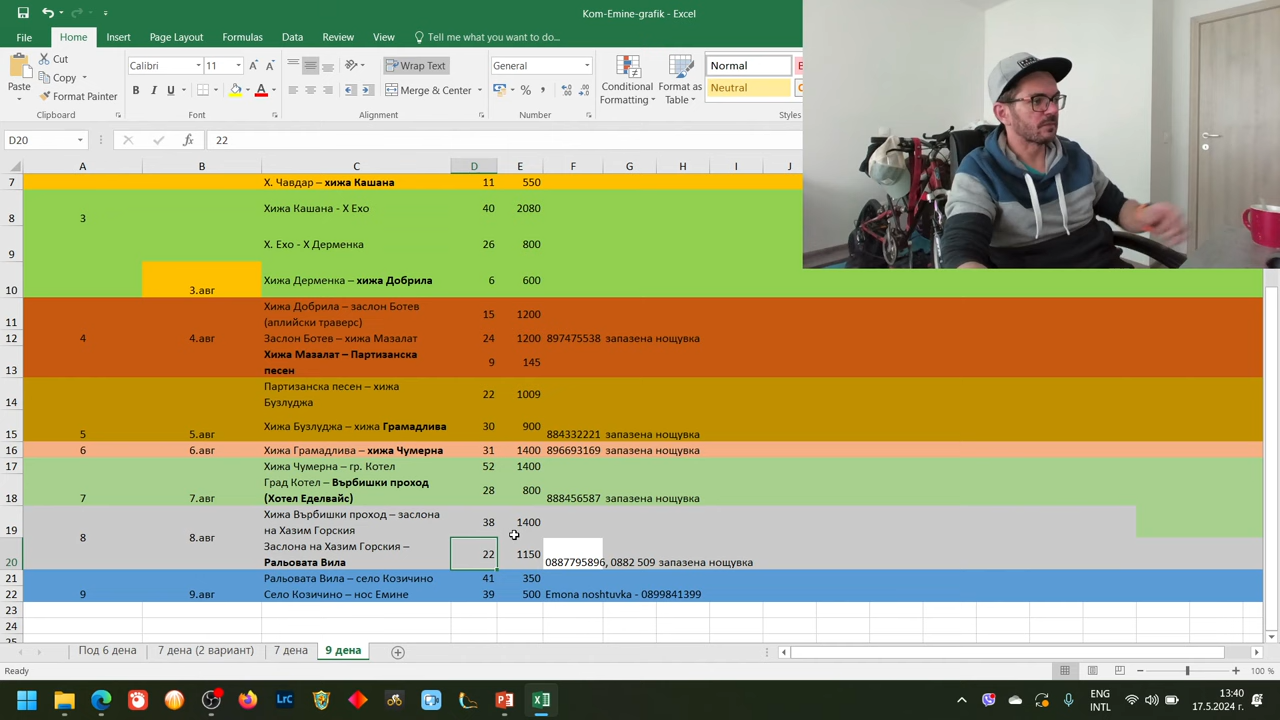 Kom-Emine-grafik - Excel
File Home Insert Page Layout Formulas Data Review View Tell me what you want to do...
Paste
Cut
Copy
Format Painter
Calibri 11
B I U
Wrap Text
Merge & Center
General
% ,
Conditional Formatting
Format as Table
Normal
Neutral
Clipboard Font Alignment Number Styles
D20 fx 22
A B C D E F G H I J
7 Х. Чавдар – хижа Кашана 11 550
8 3 Хижа Кашана - Х Ехо 40 2080
9 Х. Ехо - Х Дерменка 26 800
10 3.авг Хижа Дерменка – хижа Добрила 6 600
11 Хижа Добрила – заслон Ботев (алпийски траверс) 15 1200
12 4 4.авг Заслон Ботев – хижа Мазалат 24 1200 897475538 запазена нощувка
13 Хижа Мазалат – Партизанска песен 9 145
14 Партизанска песен – хижа Бузлуджа 22 1009
15 5 5.авг Хижа Бузлуджа – хижа Грамадлива 30 900 884332221 запазена нощувка
16 6 6.авг Хижа Грамадлива – хижа Чумерна 31 1400 896693169 запазена нощувка
17 Хижа Чумерна – гр. Котел 52 1400
18 7 7.авг Град Котел – Върбишки проход (Хотел Еделвайс) 28 800 888456587 запазена нощувка
19 8 8.авг Хижа Върбишки проход – заслона на Хазим Горския 38 1400
20 Заслона на Хазим Горския – Ральовата Вила 22 1150 0887795896, 0882 509 запазена нощувка
21 Ральовата Вила – село Козичино 41 350
22 9 9.авг Село Козичино – нос Емине 39 500 Emona noshtuvka - 0899841399
23
24
25
Под 6 дена 7 дена (2 вариант) 7 дена 9 дена
Ready 100 %
Lrc
ENG
INTL
13:40
17.5.2024 г.